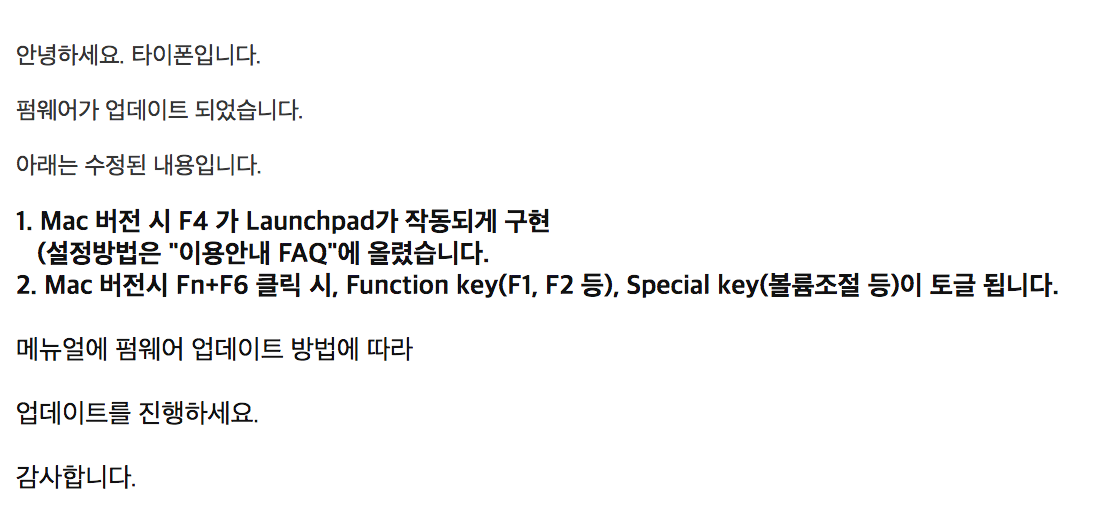 안녕하세요. 타이폰입니다.
펌웨어가 업데이트 되었습니다.
아래는 수정된 내용입니다.
1. Mac 버전 시 F4 가 Launchpad가 작동되게 구현
(설정방법은 "이용안내 FAQ"에 올렸습니다.
2. Mac 버전시 Fn+F6 클릭 시, Function key(F1, F2 등), Special key(볼륨조절 등)이 토글 됩니다.
메뉴얼에 펌웨어 업데이트 방법에 따라
업데이트를 진행하세요.
감사합니다.